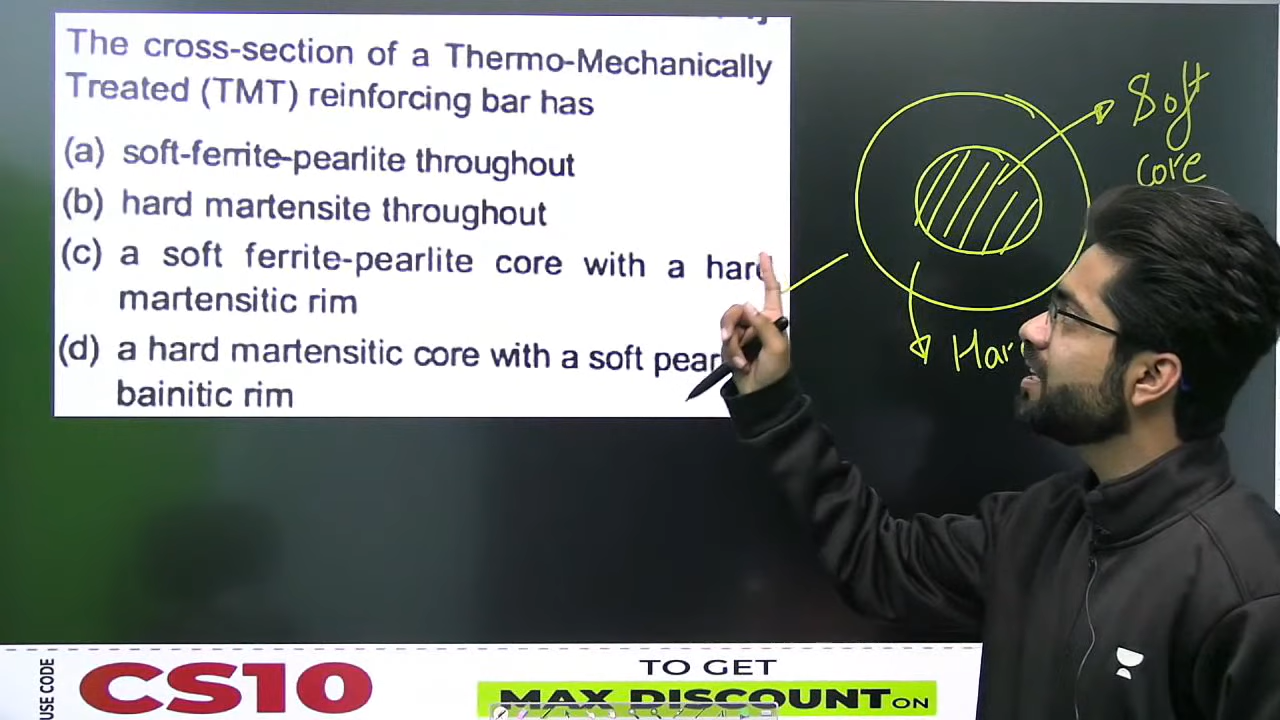 The cross-section of a Thermo-Mechanically
Treated (TMT) reinforcing bar has
(a) soft-ferrite-pearlite throughout
(b) hard martensite throughout
(c) a soft ferrite-pearlite core with a hard
martensitic rim
(d) a hard martensitic core with a soft
bainitic rim
Soft
core
USE CODE
CS10
TO GET
MAX DISCOUNT ON